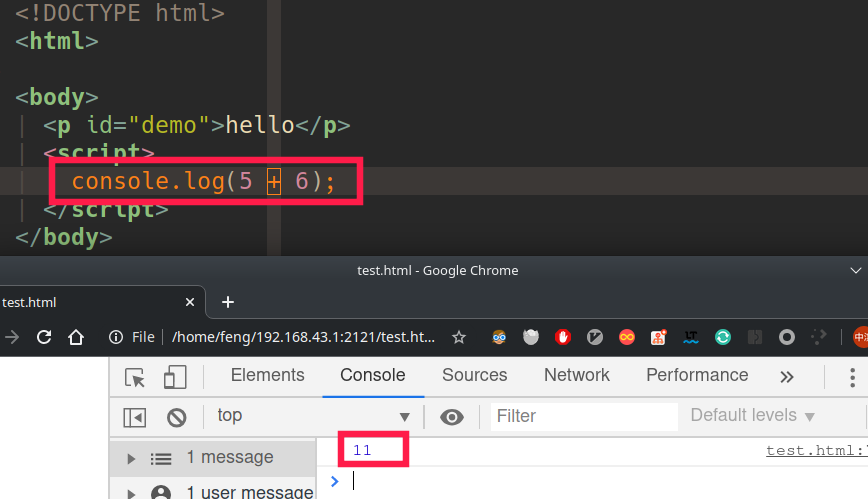 <!DOCTYPE html>
<html>
<body>
<p id="demo">hello</p>
<script>
console.log(5 + 6);
</script>
</body>
test.html - Google Chrome
test.html
File /home/feng/192.168.43.1:2121/test.ht...
Elements Console Sources Network Performance
top Filter Default levels
1 message 11 test.html:
1 user message